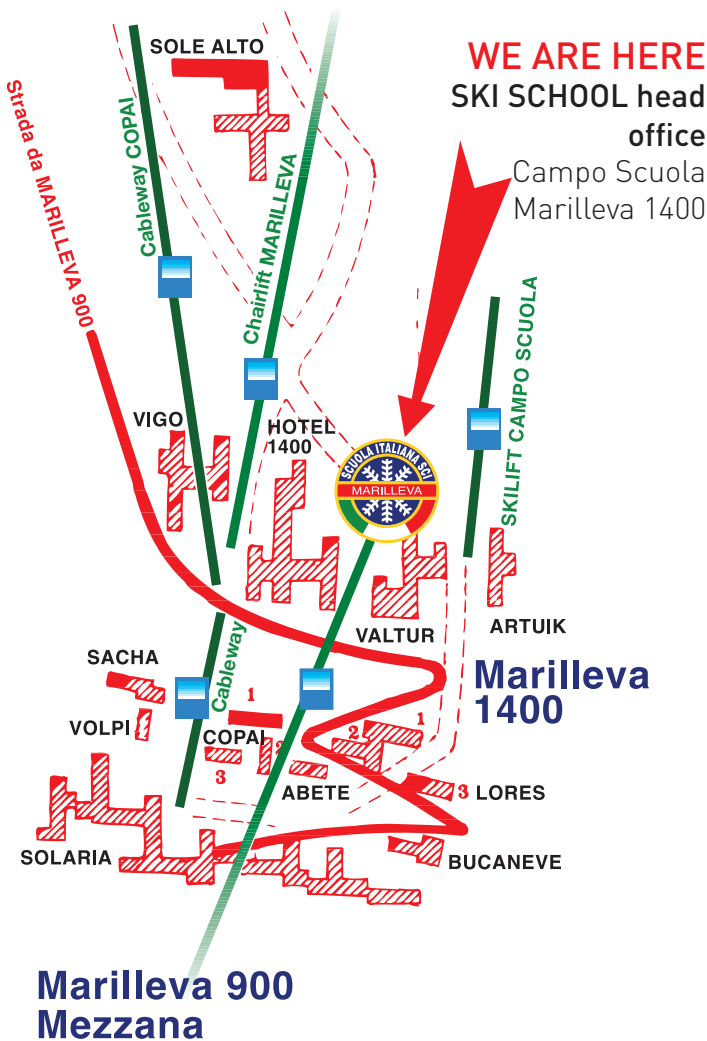 WE ARE HERE
SKI SCHOOL head
office
Campo Scuola
Marilleva 1400
SOLE ALTO
Strada da MARILLEVA 900
Cableway COPAI
Chairlift MARILLEVA
SKILIFT CAMPO SCUOLA
VIGO
HOTEL
1400
SCUOLA ITALIANA SCI
MARILLEVA
VALTUR
ARTUIK
SACHA
Cableway
Marilleva
1400
1
VOLPI
COPAI
2
3
2
1
ABETE
3 LORES
SOLARIA
BUCANEVE
Marilleva 900
Mezzana